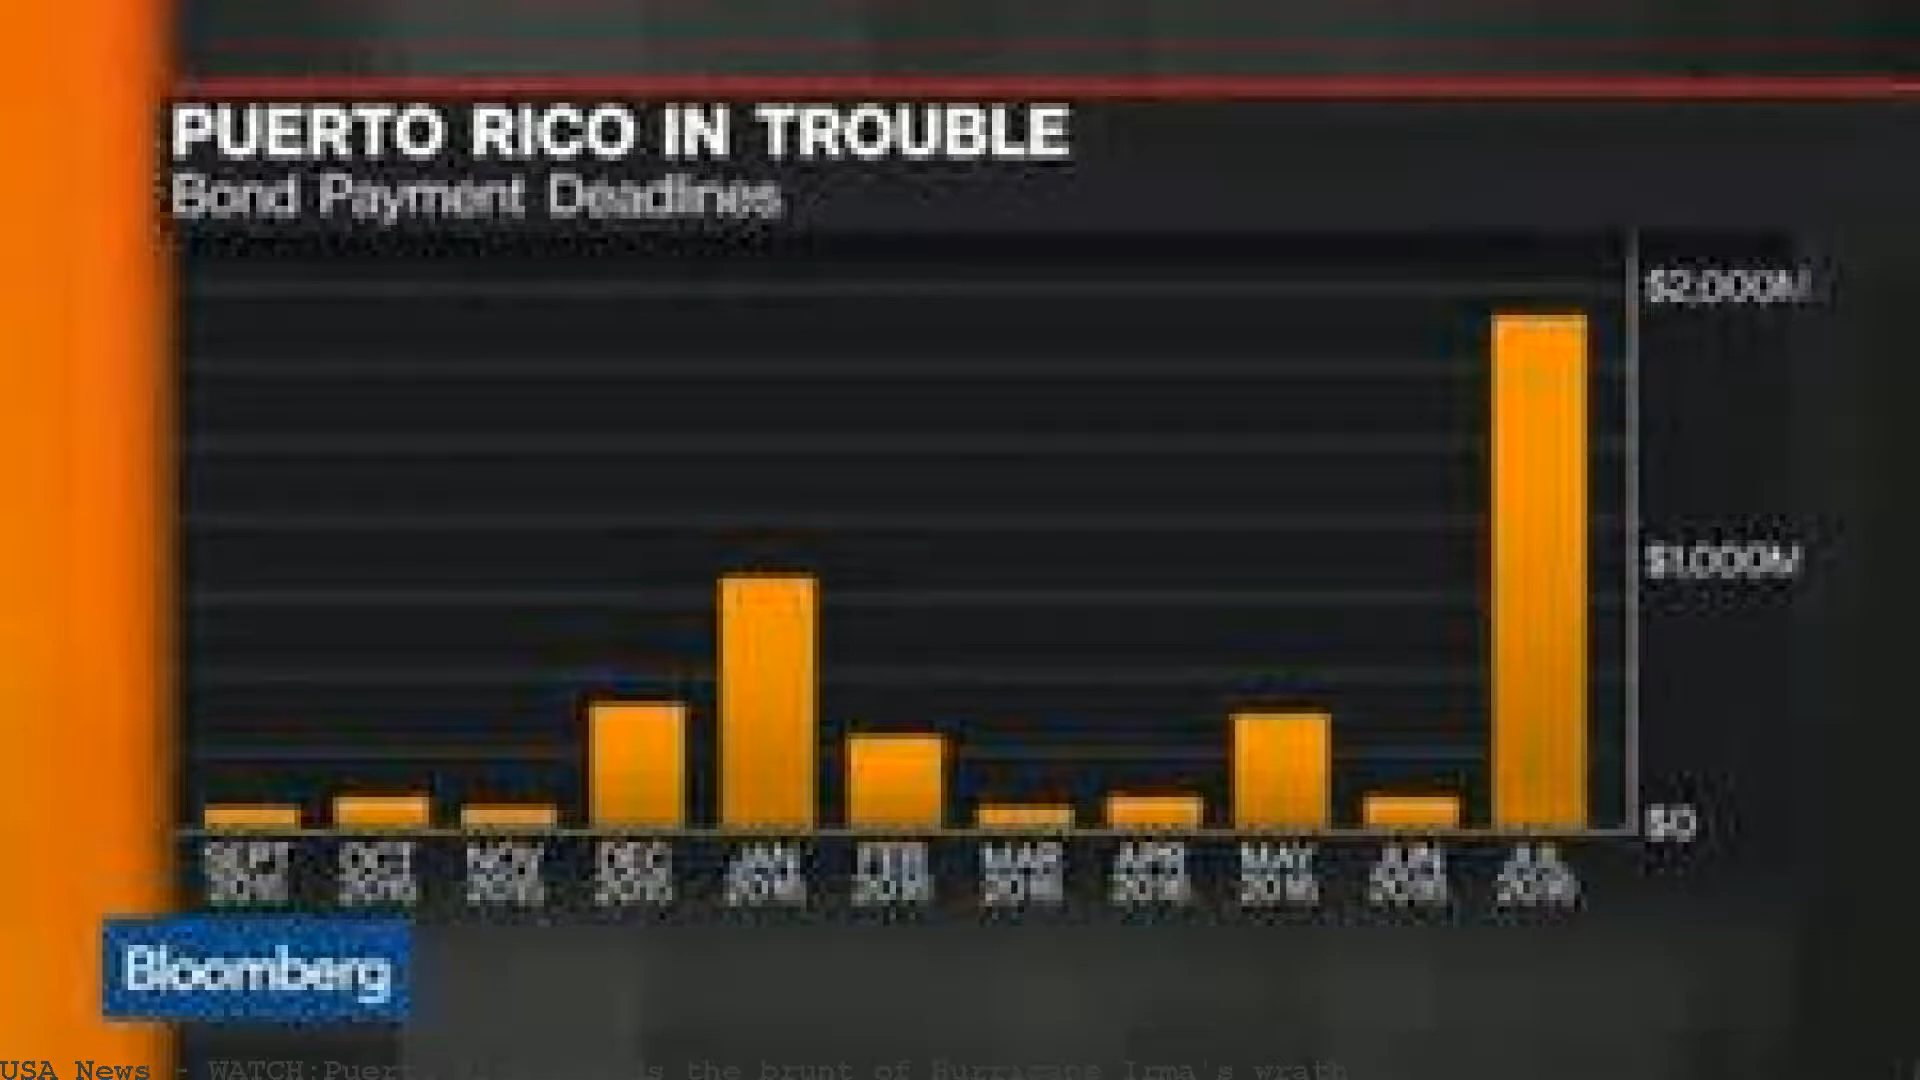 PUERTO RICO IN TROUBLE
Bond Payment Deadlines
$2,000M
$1,000M
$0
SEPT OCT NOV DEC JAN FEB MAR APR MAY JUN JUL
2015 2015 2015 2015 2016 2016 2016 2016 2016 2016 2016
Bloomberg
USA News - WATCH:Puer s the brunt of Hurricane Irma's wrath